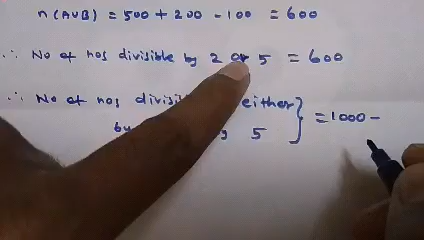 n(AUB) = 500 + 200 - 100 = 600
∴ No of nos divisible by 2 or 5 = 600
∴ No of nos either } = 1000 -
5